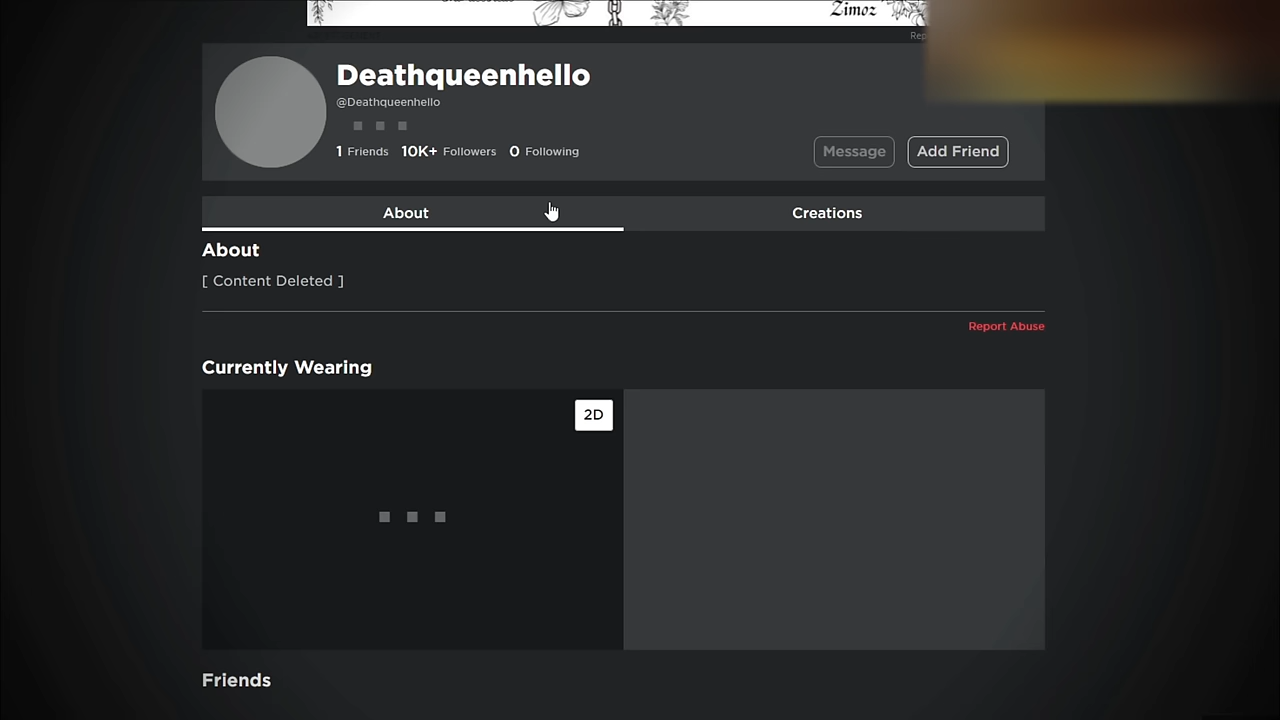 Zimoz
Deathqueenhello
@Deathqueenhello
1 Friends 10K+ Followers 0 Following
Message Add Friend
About Creations
About
[ Content Deleted ]
Report Abuse
Currently Wearing
2D
Friends